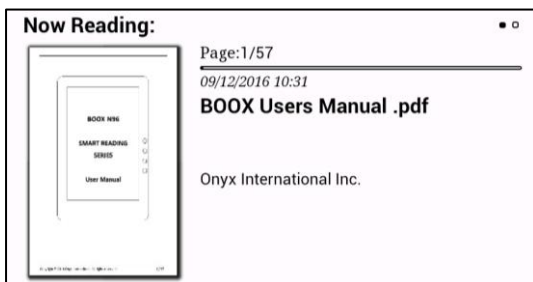 Now Reading:
Page:1/57
09/12/2016 10:31
BOOX Users Manual .pdf
Onyx International Inc.
BOOX N96
SMART READING
SERIES
User Manual